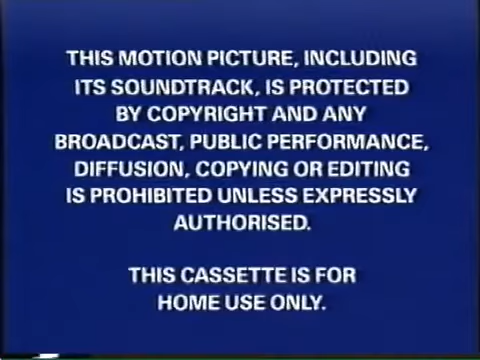 THIS MOTION PICTURE, INCLUDING
ITS SOUNDTRACK, IS PROTECTED
BY COPYRIGHT AND ANY
BROADCAST, PUBLIC PERFORMANCE,
DIFFUSION, COPYING OR EDITING
IS PROHIBITED UNLESS EXPRESSLY
AUTHORISED.
THIS CASSETTE IS FOR
HOME USE ONLY.